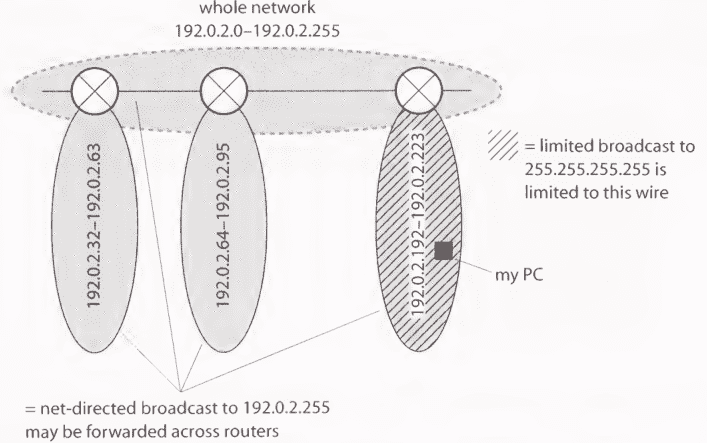 whole network
192.0.2.0–192.0.2.255
192.0.2.32–192.0.2.63
192.0.2.64–192.0.2.95
192.0.2.192–192.0.2.223
= limited broadcast to
255.255.255.255 is
limited to this wire
my PC
= net-directed broadcast to 192.0.2.255
may be forwarded across routers